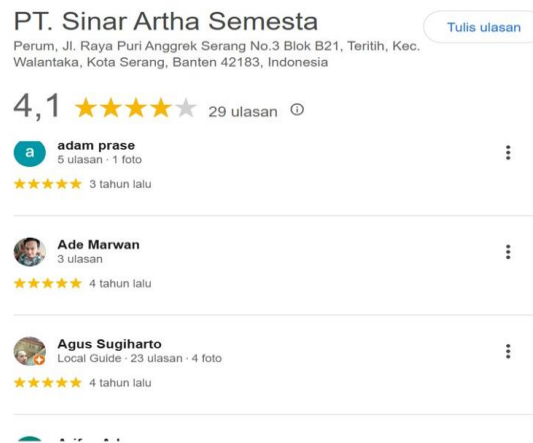 PT. Sinar Artha Semesta
Tulis ulasan
Perum, Jl. Raya Puri Anggrek Serang No.3 Blok B21, Teritih, Kec.
Walantaka, Kota Serang, Banten 42183, Indonesia
4,1 29 ulasan
a
adam prase
5 ulasan · 1 foto
3 tahun lalu
Ade Marwan
3 ulasan
4 tahun lalu
Agus Sugiharto
Local Guide · 23 ulasan · 4 foto
4 tahun lalu